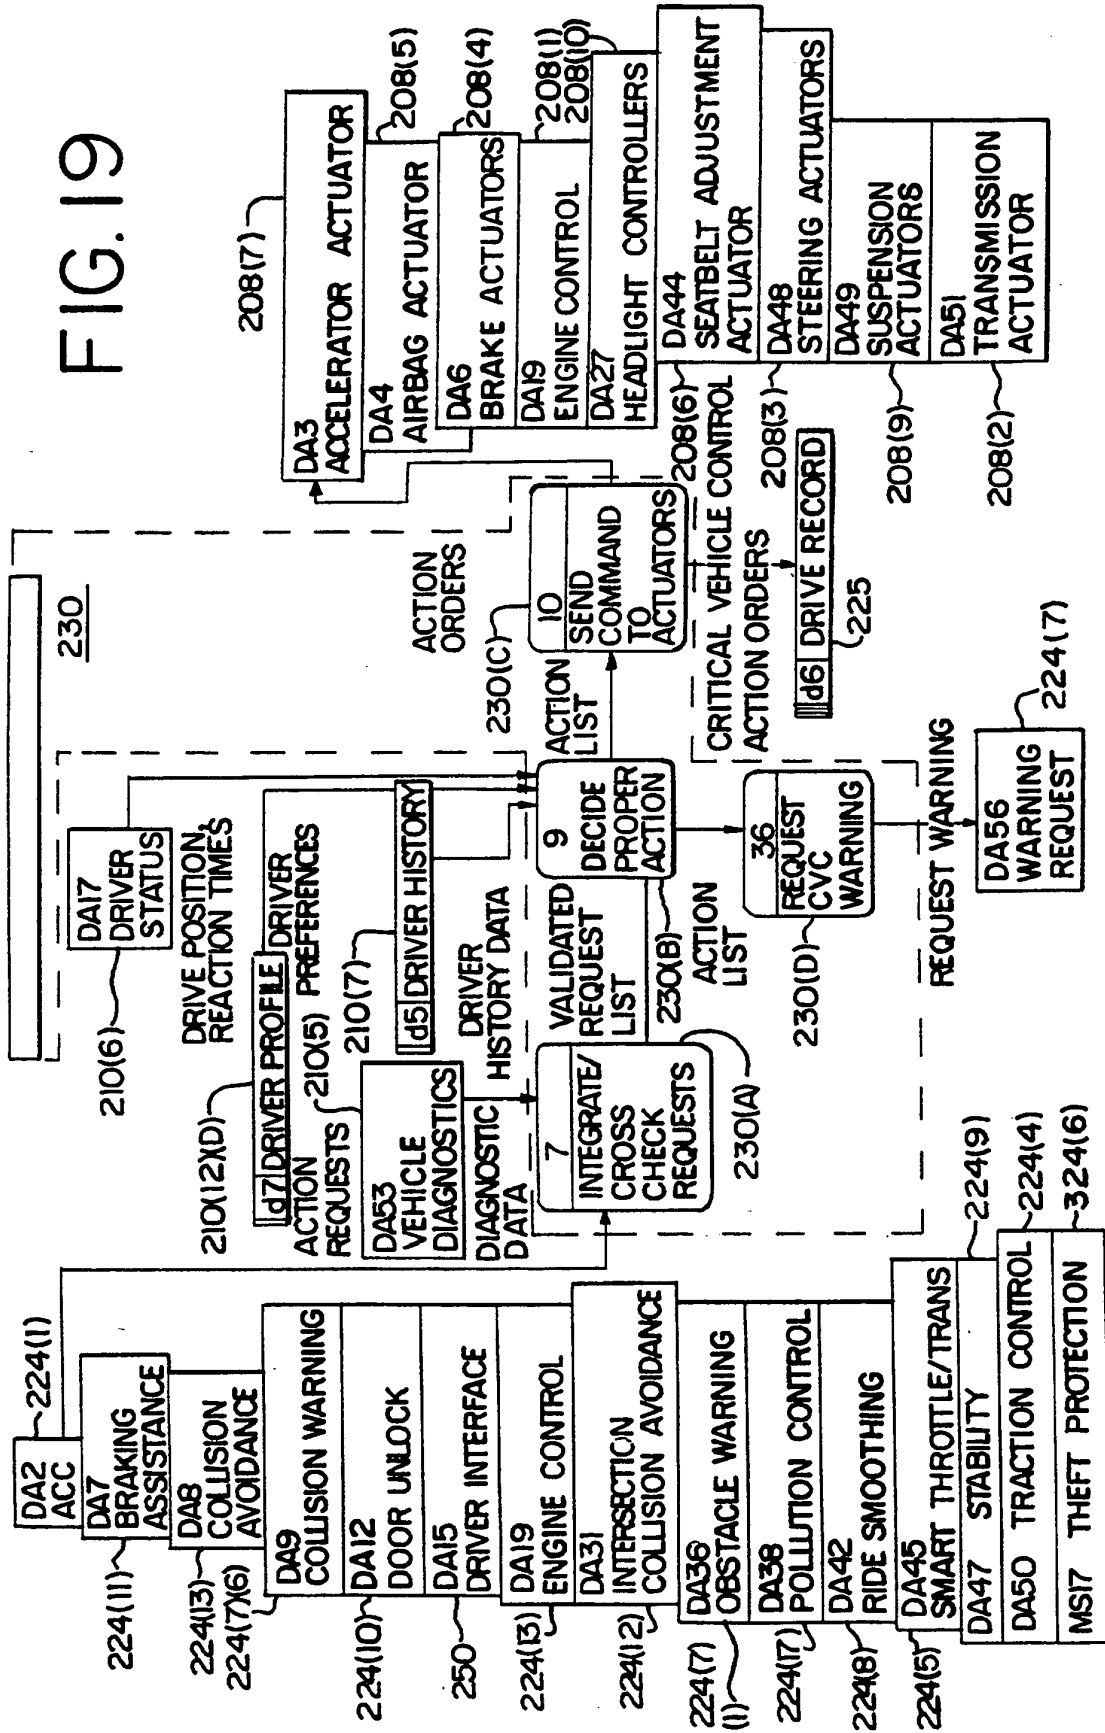 FIG. 19
230
DA2
ACC
224(1)
DA7
BRAKING
ASSISTANCE
224(11)
DA8
COLLISION
AVOIDANCE
224(13)
DA9
COLLISION WARNING
224(7)(6)
DA12
DOOR UNLOCK
224(10)
DA15
DRIVER INTERFACE
250
DA19
ENGINE CONTROL
224(13)
DA31
INTERSECTION
COLLISION AVOIDANCE
224(12)
DA36
OBSTACLE WARNING
224(7)
(1)
DA38
POLLUTION CONTROL
224(17)
DA42
RIDE SMOOTHING
224(8)
DA45
SMART THROTTLE/TRANS
224(5)
DA47 STABILITY
224(9)
DA50 TRACTION CONTROL
224(4)
MS17 THEFT PROTECTION
324(6)
210(6)
DA17
DRIVER
STATUS
DRIVE POSITION,
REACTION TIMES
210(12)(D)
d7 DRIVER PROFILE
DRIVER
PREFERENCES
ACTION
REQUESTS
210(5)
DA53
VEHICLE
DIAGNOSTICS
DIAGNOSTIC
DATA
210(7)
d5 DRIVER HISTORY
DRIVER
HISTORY DATA
7
INTEGRATE/
CROSS
CHECK
REQUESTS
230(A)
VALIDATED
REQUEST
LIST
9
DECIDE
PROPER
ACTION
230(B)
ACTION
LIST
ACTION
LIST
36
REQUEST
CVC
WARNING
230(D)
REQUEST WARNING
DA56
WARNING
REQUEST
224(7)
230(C)
10
SEND
COMMAND
TO
ACTUATORS
ACTION
ORDERS
CRITICAL VEHICLE CONTROL
ACTION ORDERS
d6 DRIVE RECORD
225
208(7)
DA3
ACCELERATOR ACTUATOR
DA4
AIRBAG ACTUATOR
208(5)
DA6
BRAKE ACTUATORS
208(4)
DA19
ENGINE CONTROL
208(1)
DA27
HEADLIGHT CONTROLLERS
208(10)
DA44
SEATBELT ADJUSTMENT
ACTUATOR
208(6)
DA48
STEERING ACTUATORS
208(3)
DA49
SUSPENSION
ACTUATORS
208(9)
DA51
TRANSMISSION
ACTUATOR
208(2)